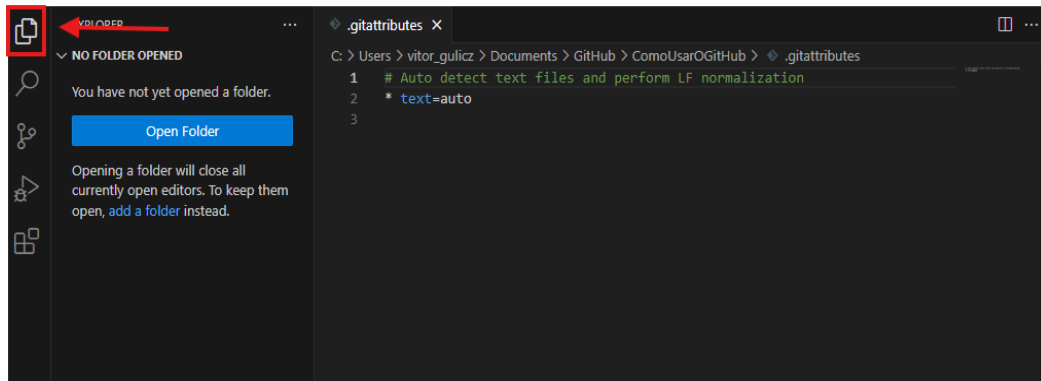 EXPLORER ···
NO FOLDER OPENED
You have not yet opened a folder.
Open Folder
Opening a folder will close all
currently open editors. To keep them
open, add a folder instead.
.gitattributes
C: > Users > vitor_gulicz > Documents > GitHub > ComoUsarOGitHub > .gitattributes
1 # Auto detect text files and perform LF normalization
2 * text=auto
3